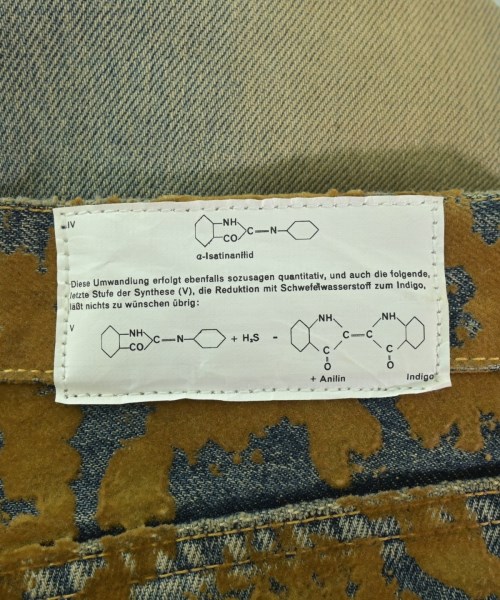 IV
NH
CO C—N—
α-Isatinanilid
Diese Umwandlung erfolgt ebenfalls sozusagen quantitativ, und auch die folgende,
letzte Stufe der Synthese (V), die Reduktion mit Schwefelwasserstoff zum Indigo,
läßt nichts zu wünschen übrig:
V
NH NH NH
CO C—N— + H₂S - C—C
C C
O O
+ Anilin Indigo